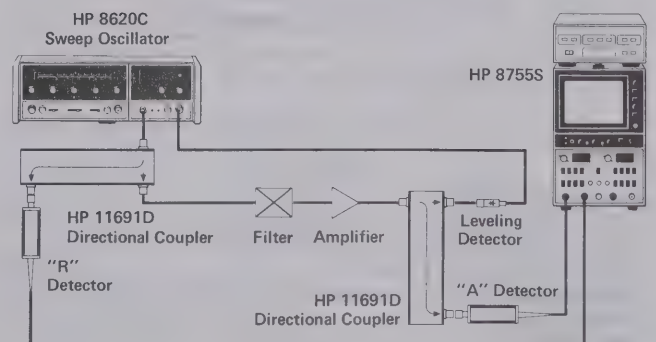 HP 8620C
Sweep Oscillator
HP 8755S
HP 11691D
Directional Coupler
Filter
Amplifier
Leveling
Detector
"R"
Detector
HP 11691D
Directional Coupler
"A" Detector